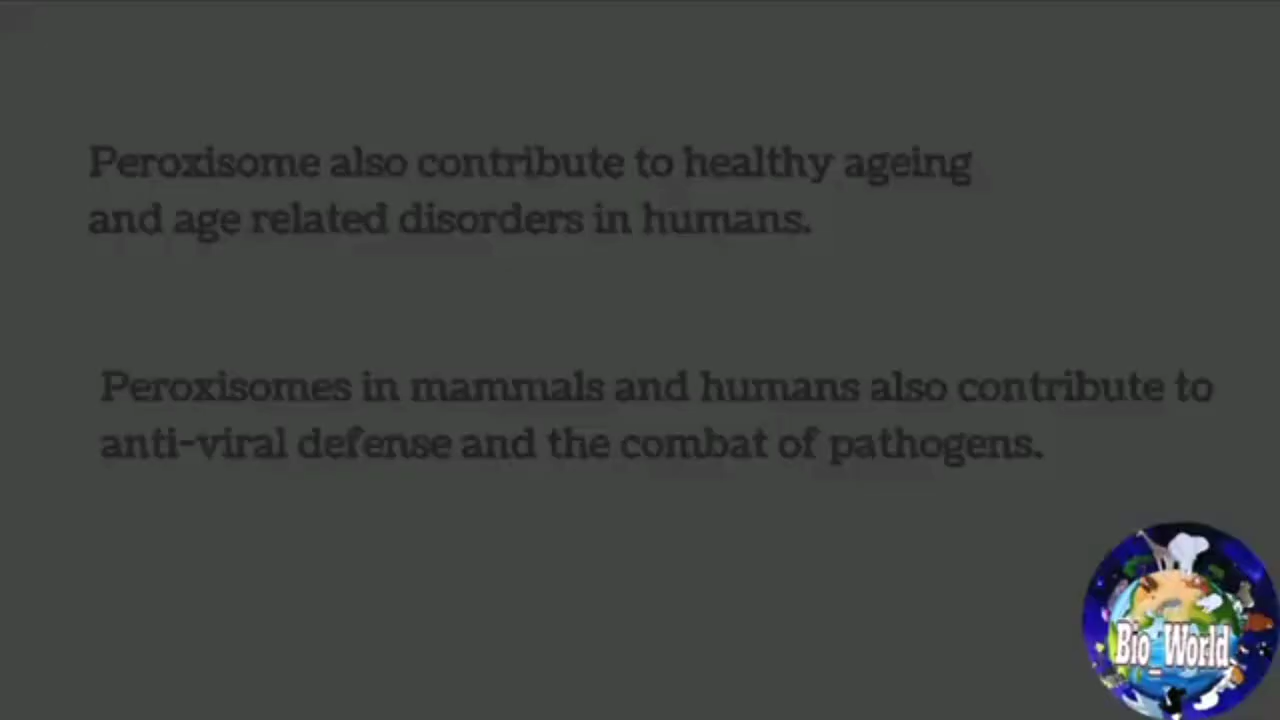 Peroxisome also contribute to healthy ageing
and age related disorders in humans.
Peroxisomes in mammals and humans also contribute to
anti-viral defense and the combat of pathogens.
Bio_World